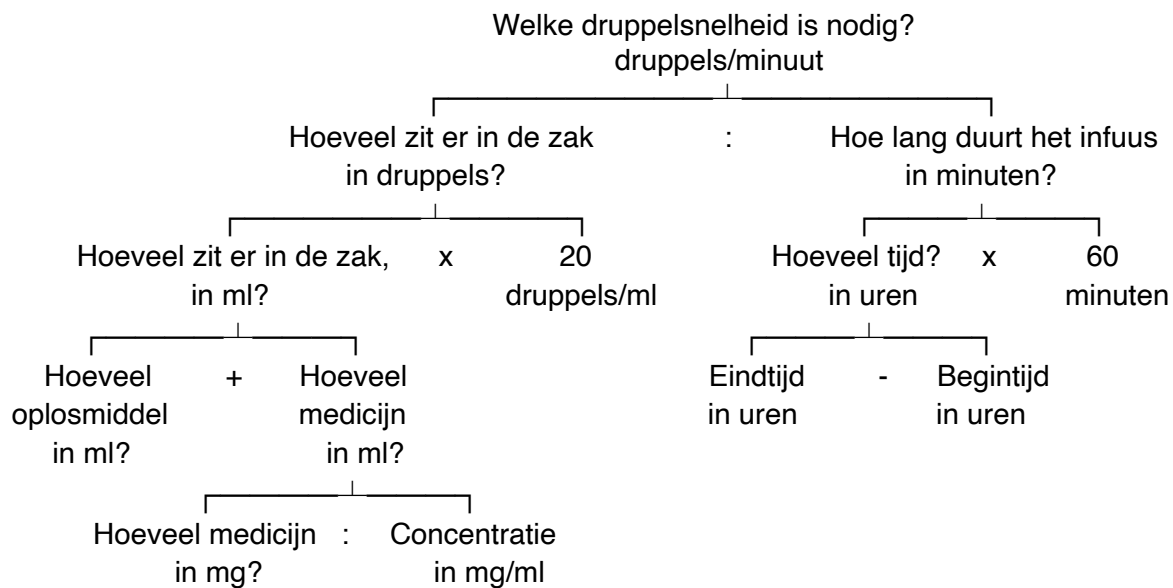 Welke druppelsnelheid is nodig?
druppels/minuut
Hoeveel zit er in de zak : Hoe lang duurt het infuus
in druppels? in minuten?
Hoeveel zit er in de zak, x 20 Hoeveel tijd? x 60
in ml? druppels/ml in uren minuten
Hoeveel + Hoeveel Eindtijd - Begintijd
oplosmiddel medicijn in uren in uren
in ml? in ml?
Hoeveel medicijn : Concentratie
in mg? in mg/ml